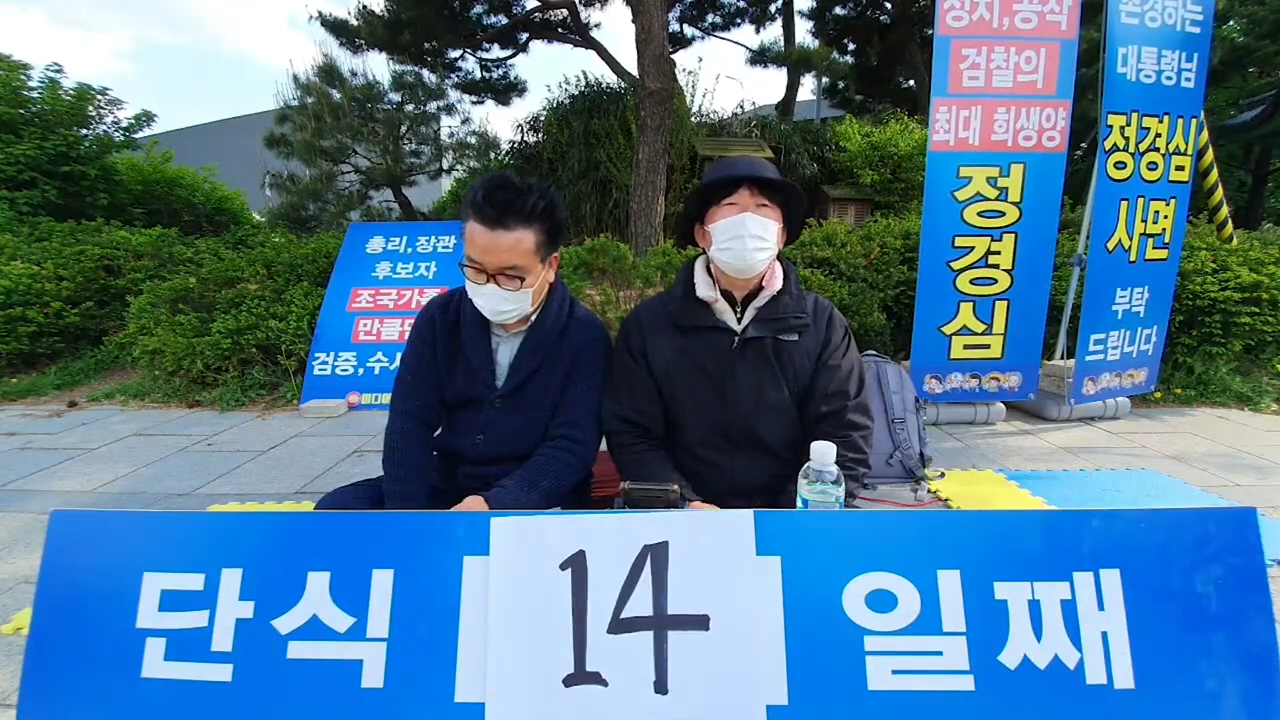 정치,공작
검찰의
최대 희생양
정경심
존경하는
대통령님
정경심
사면
부탁
드립니다
총리,장관
후보자
조국가족
만큼만
검증,수사
단식 14 일째